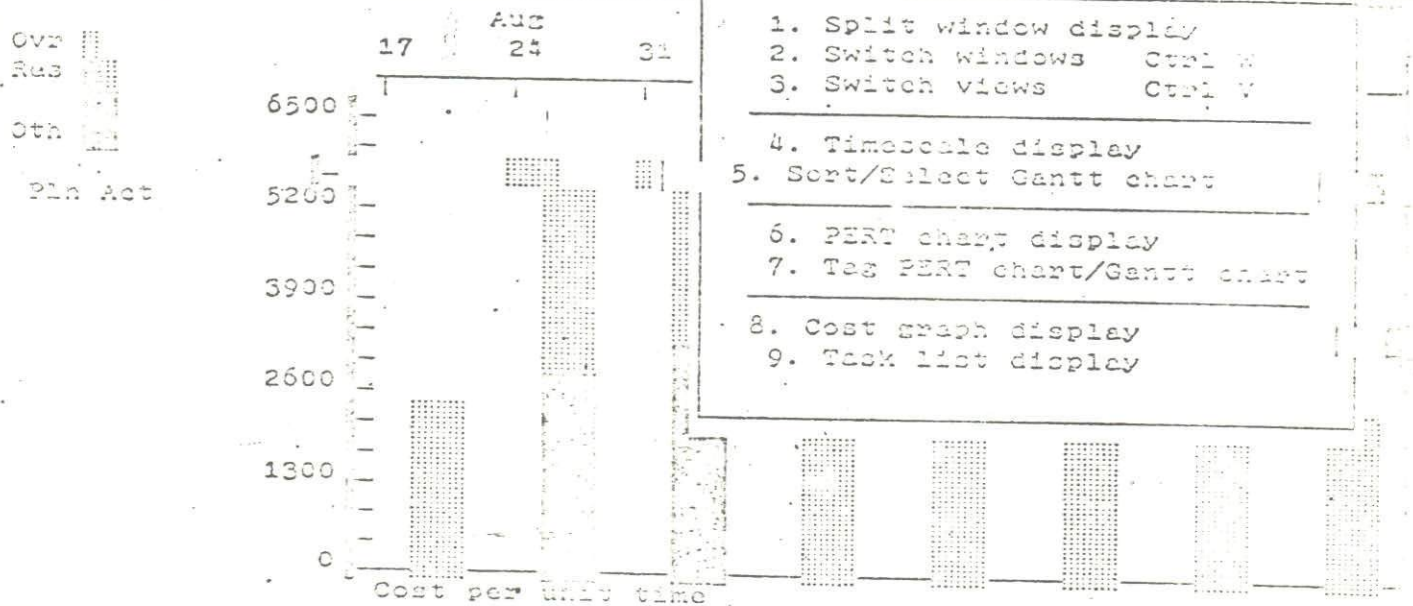 Ovr
Rus
Oth
Pln Act
Aug
17 24 31
6500
5200
3900
2600
1300
0
Cost per unit time
1. Split window display
2. Switch windows Ctrl W
3. Switch views Ctrl V
4. Timescale display
5. Sort/Select Gantt chart
6. PERT chart display
7. Tag PERT chart/Gantt chart
8. Cost graph display
9. Task list display